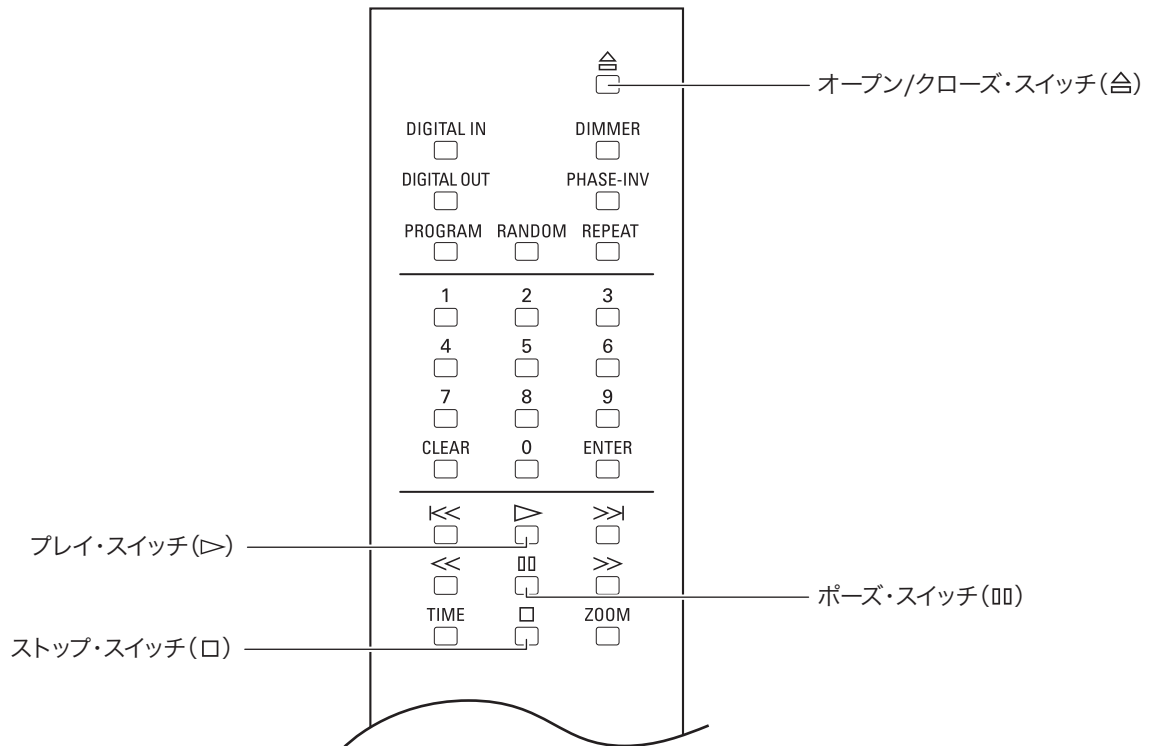 ≙
オープン/クローズ・スイッチ(≙)
DIGITAL IN DIMMER
DIGITAL OUT PHASE-INV
PROGRAM RANDOM REPEAT
1 2 3
4 5 6
7 8 9
CLEAR 0 ENTER
|<< ▷ >>|
プレイ・スイッチ(▷)
<< ▯▯ >>
ポーズ・スイッチ(▯▯)
TIME □ ZOOM
ストップ・スイッチ(□)